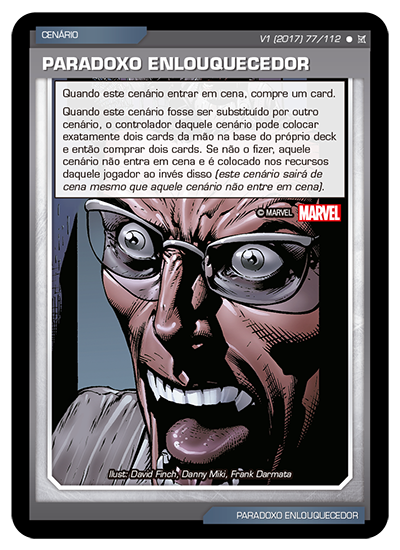 CENÁRIO
V1 (2017) 77/112
PARADOXO ENLOUQUECEDOR
Quando este cenário entrar em cena, compre um card.
Quando este cenário fosse ser substituído por outro
cenário, o controlador daquele cenário pode colocar
exatamente dois cards da mão na base do próprio deck
e então comprar dois cards. Se não o fizer, aquele
cenário não entra em cena e é colocado nos recursos
daquele jogador ao invés disso (este cenário sairá de
cena mesmo que aquele cenário não entre em cena).
© MARVEL MARVEL
Ilust: David Finch, Danny Miki, Frank Darmata
PARADOXO ENLOUQUECEDOR